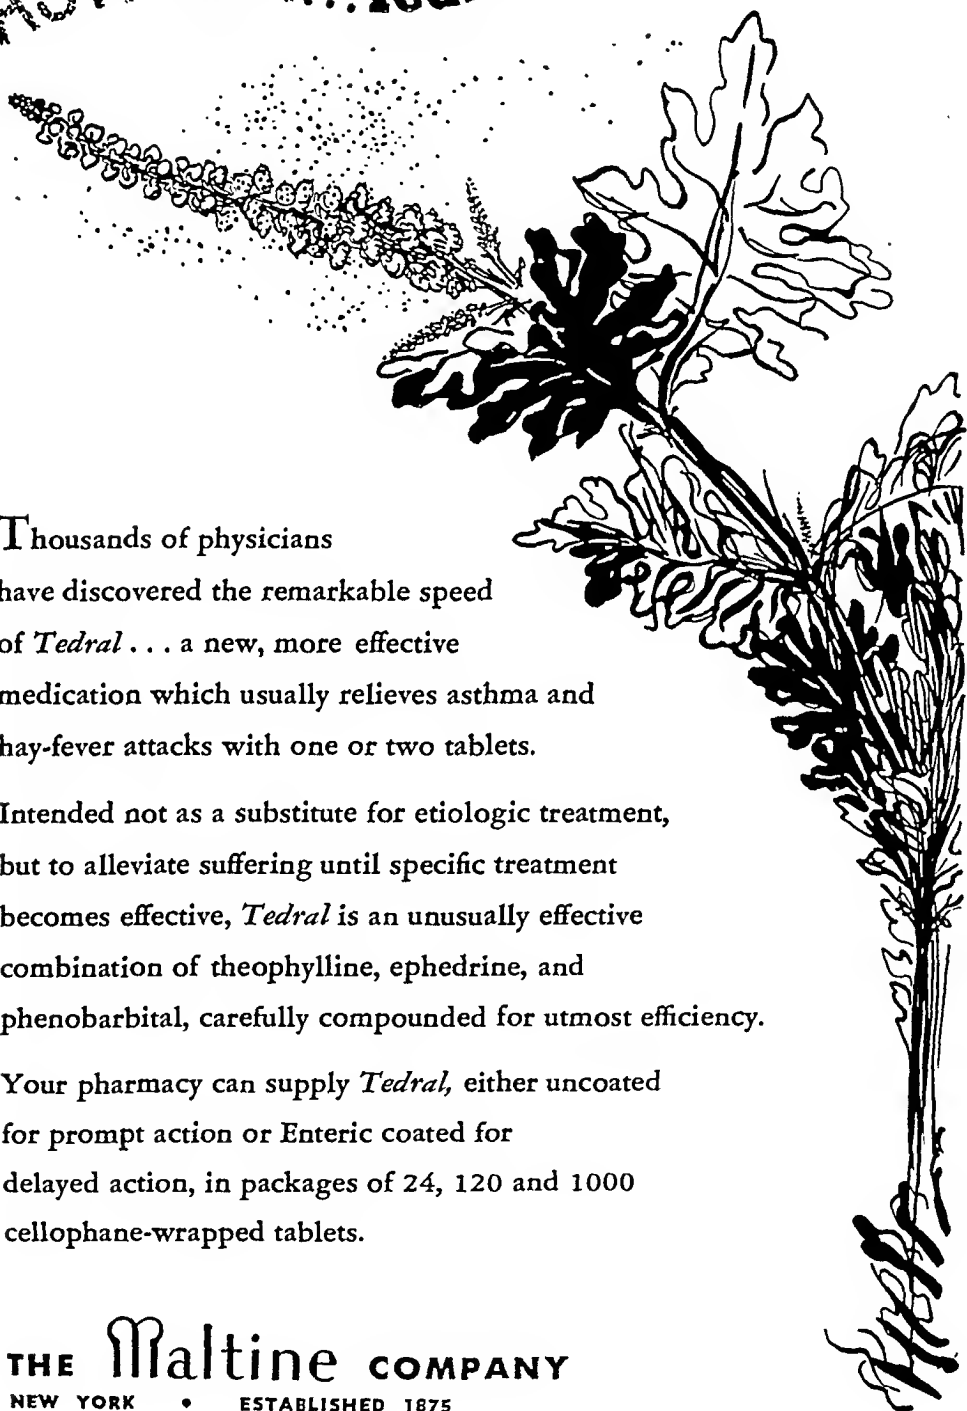 Thousands of physicians
have discovered the remarkable speed
of Tedral . . . a new, more effective
medication which usually relieves asthma and
hay-fever attacks with one or two tablets.
Intended not as a substitute for etiologic treatment,
but to alleviate suffering until specific treatment
becomes effective, Tedral is an unusually effective
combination of theophylline, ephedrine, and
phenobarbital, carefully compounded for utmost efficiency.
Your pharmacy can supply Tedral, either uncoated
for prompt action or Enteric coated for
delayed action, in packages of 24, 120 and 1000
cellophane-wrapped tablets.
THE Maltine COMPANY
NEW YORK • ESTABLISHED 1875